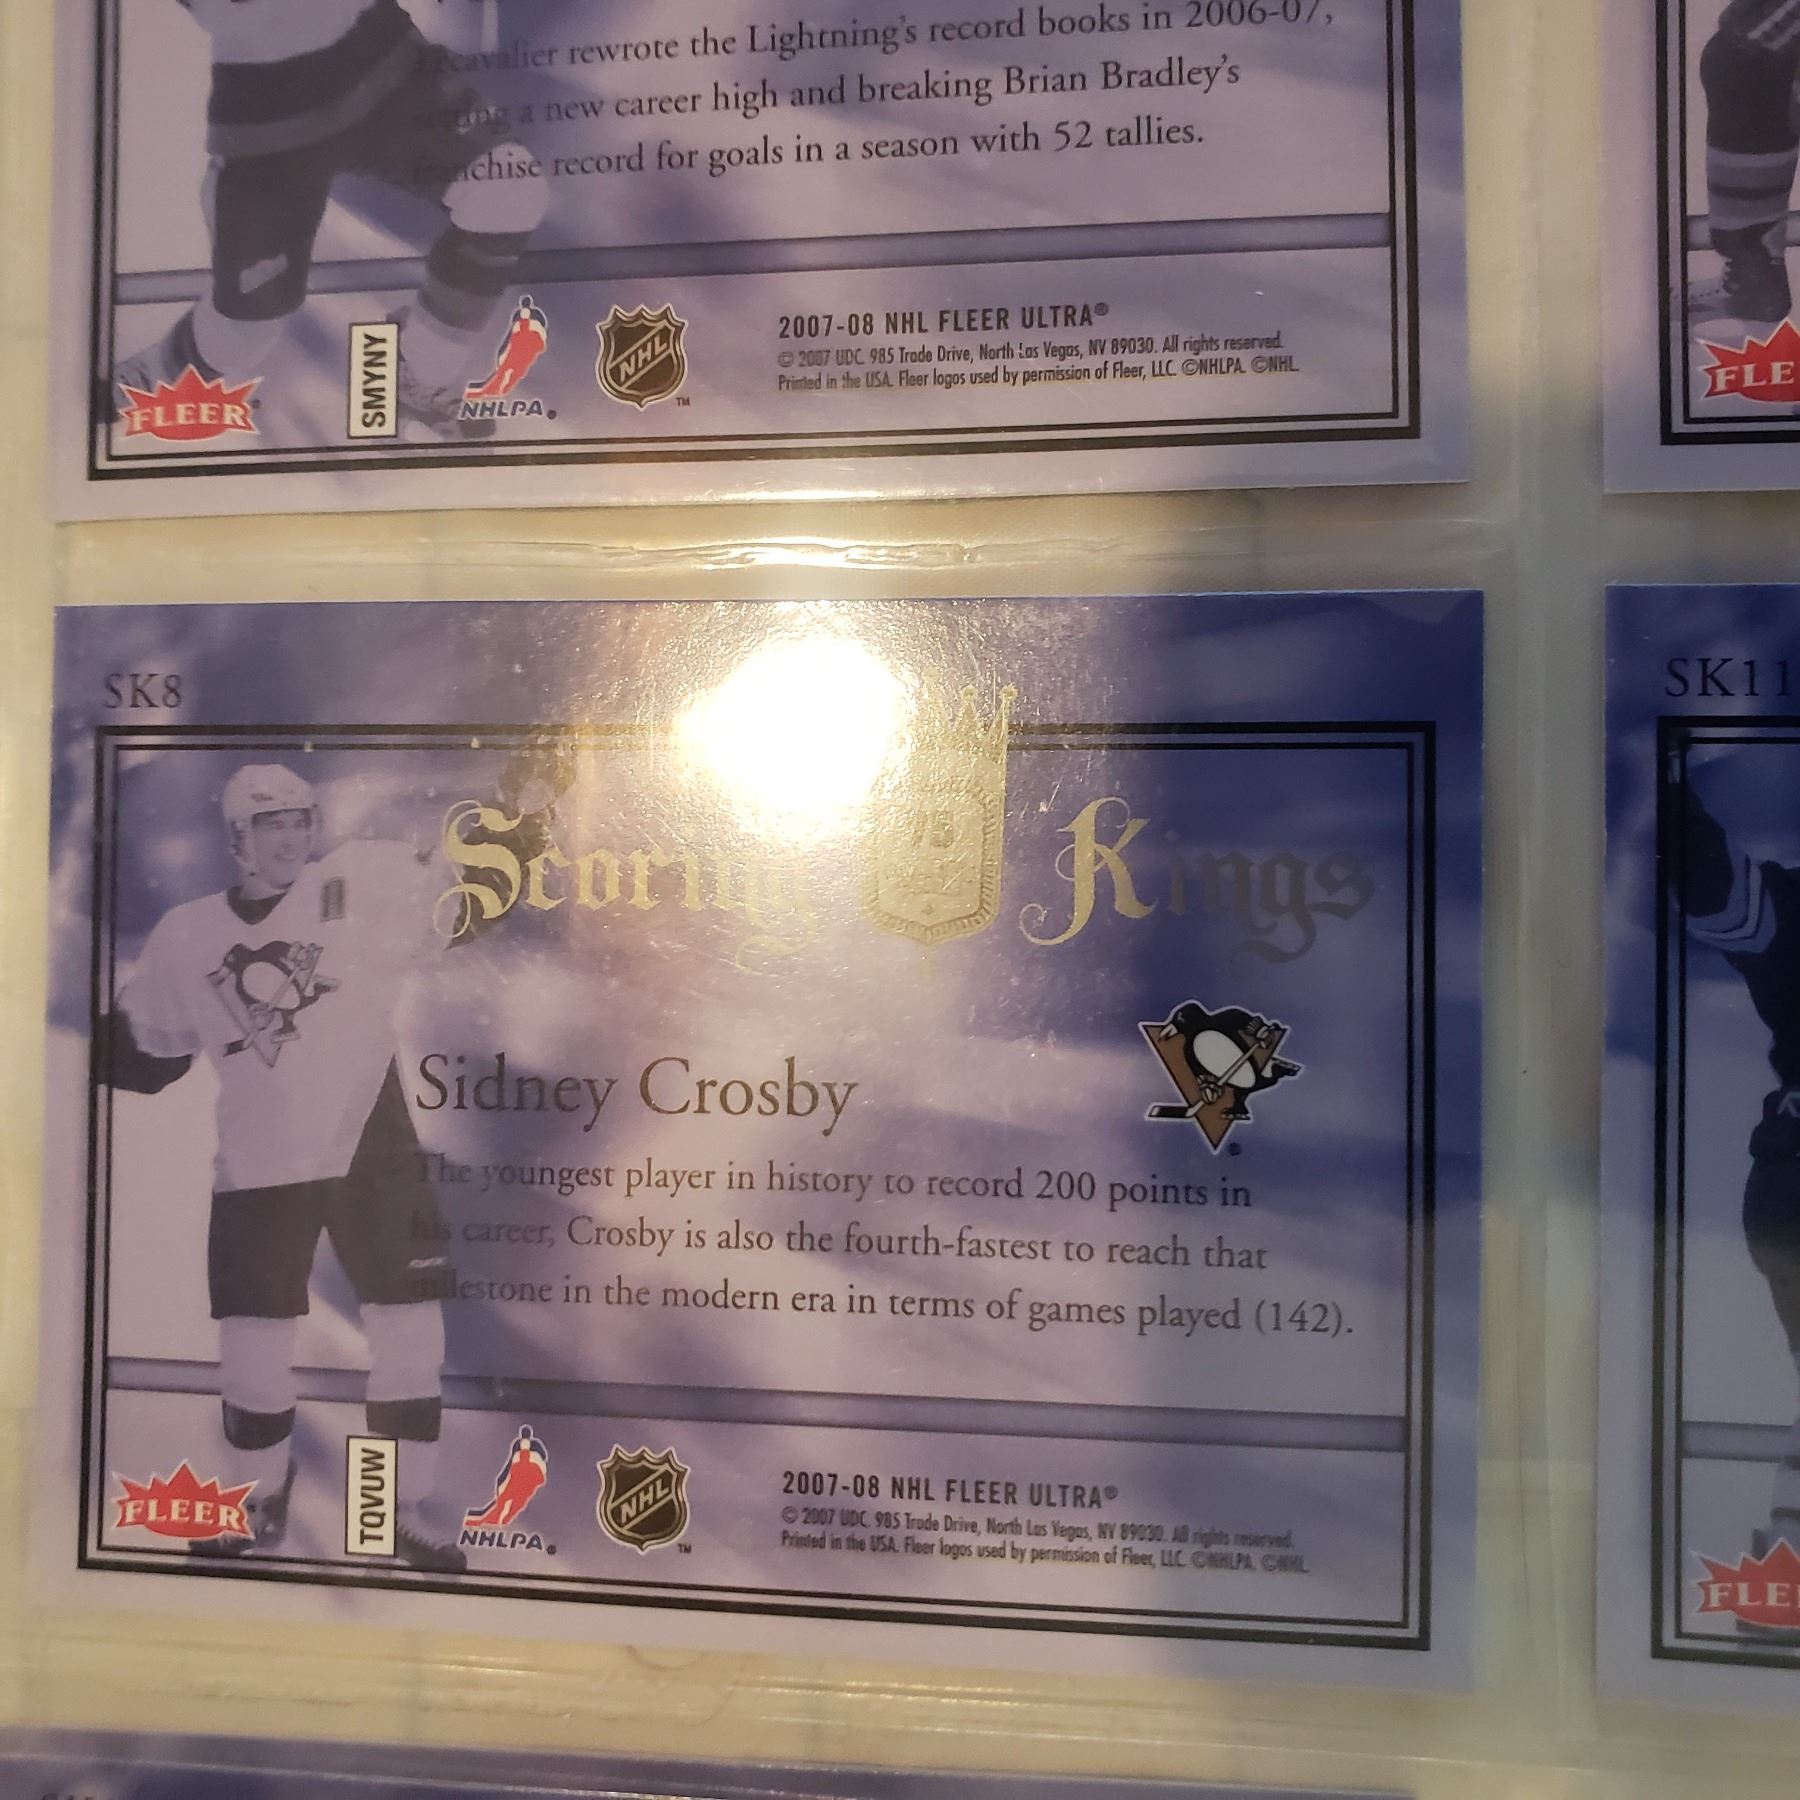 rewrote the Lightning's record books in 2006-07,
a new career high and breaking Brian Bradley's
record for goals in a season with 52 tallies.
FLEER
SMYNY
NHLPA
NHL
TM
2007-08 NHL FLEER ULTRA®
© 2007 UDC. 985 Trade Drive, North Las Vegas, NV 89030. All rights reserved.
Printed in the USA. Fleer logos used by permission of Fleer, LLC. ©NHLPA. ©NHL.
FLE
SK8
Scoring Kings
Sidney Crosby
The youngest player in history to record 200 points in
his career, Crosby is also the fourth-fastest to reach that
milestone in the modern era in terms of games played (142).
FLEER
TQVUW
NHLPA
NHL
TM
2007-08 NHL FLEER ULTRA®
© 2007 UDC. 985 Trade Drive, North Las Vegas, NV 89030. All rights reserved.
Printed in the USA. Fleer logos used by permission of Fleer, LLC. ©NHLPA. ©NHL.
SK11
FLE